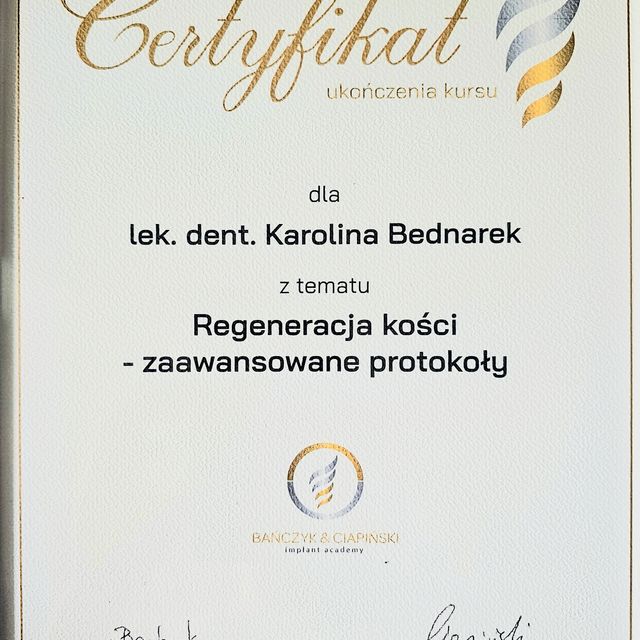 Certyfikat
ukończenia kursu
dla
lek. dent. Karolina Bednarek
z tematu
Regeneracja kości
- zaawansowane protokoły
BAŃCZYK & CIAPIŃSKI
implant academy